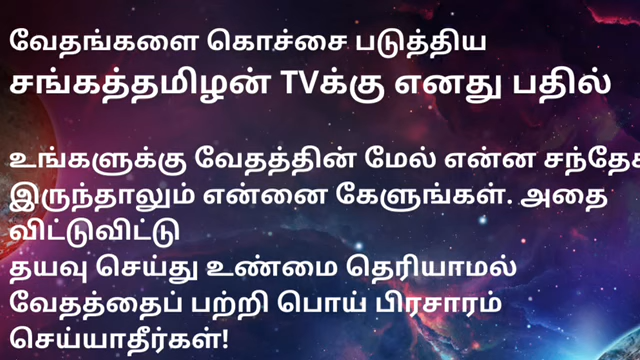 வேதங்களை கொச்சை படுத்திய
சங்கத்தமிழன் TVக்கு எனது பதில்
உங்களுக்கு வேதத்தின் மேல் என்ன சந்தேக
இருந்தாலும் என்னை கேளுங்கள். அதை
விட்டுவிட்டு
தயவு செய்து உண்மை தெரியாமல்
வேதத்தைப் பற்றி பொய் பிரசாரம்
செய்யாதீர்கள்!